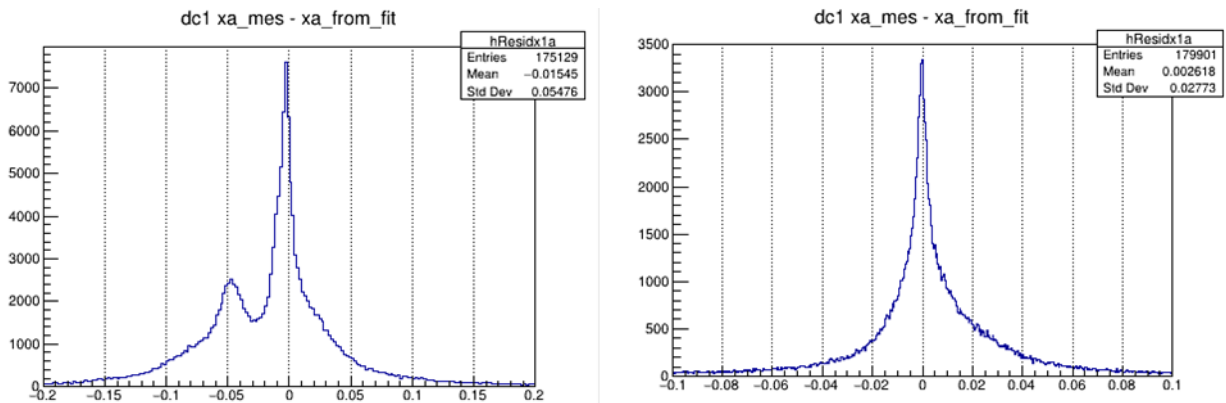 dc1 xa_mes - xa_from_fit
hResidx1a
Entries 175129
Mean −0.01545
Std Dev 0.05476
7000
6000
5000
4000
3000
2000
1000
0
−0.2 −0.15 −0.1 −0.05 0 0.05 0.1 0.15 0.2
dc1 xa_mes - xa_from_fit
hResidx1a
Entries 179901
Mean 0.002618
Std Dev 0.02773
3500
3000
2500
2000
1500
1000
500
0
−0.1 −0.08 −0.06 −0.04 −0.02 0 0.02 0.04 0.06 0.08 0.1